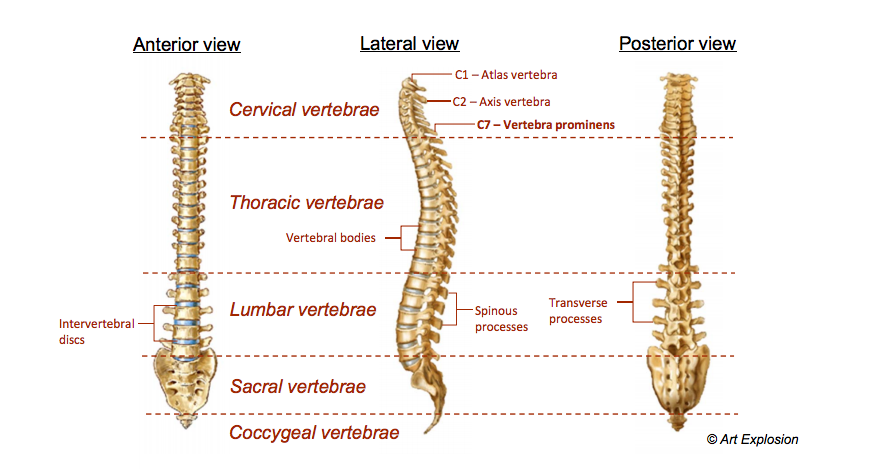 Anterior view
Lateral view
Posterior view
C1 – Atlas vertebra
Cervical vertebrae
C2 – Axis vertebra
C7 – Vertebra prominens
Thoracic vertebrae
Vertebral bodies
Lumbar vertebrae
Intervertebral
discs
Spinous
processes
Transverse
processes
Sacral vertebrae
Coccygeal vertebrae
© Art Explosion